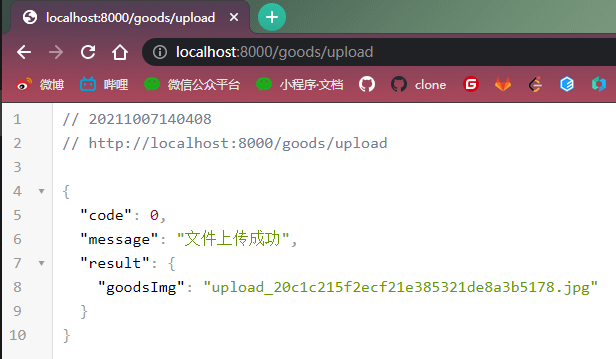 localhost:8000/goods/upload
localhost:8000/goods/upload
微博 哔哩 微信公众平台 小程序·文档 clone
1 // 20211007140408
2 // http://localhost:8000/goods/upload
3
4 {
5 "code": 0,
6 "message": "文件上传成功",
7 "result": {
8 "goodsImg": "upload_20c1c215f2ecf21e385321de8a3b5178.jpg"
9 }
10 }